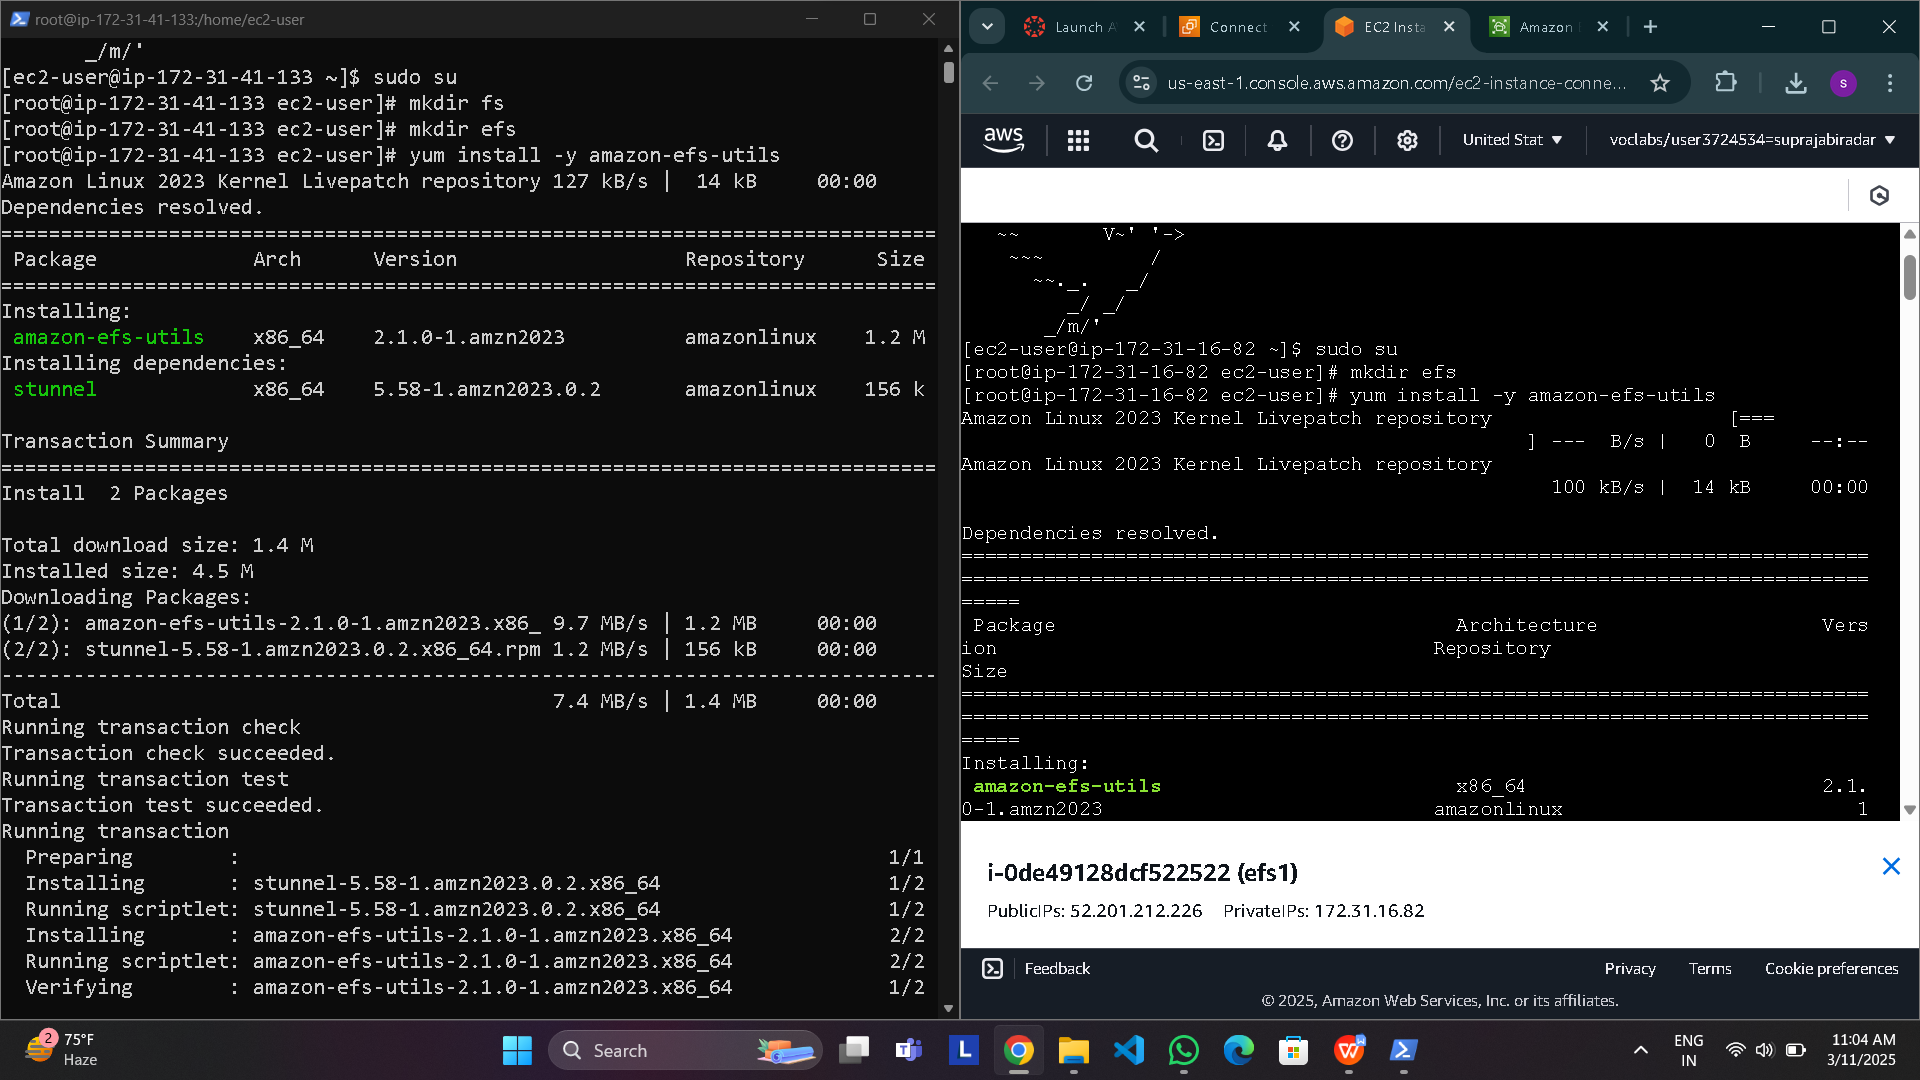 root@ip-172-31-41-133:/home/ec2-user
_/m/'
[ec2-user@ip-172-31-41-133 ~]$ sudo su
[root@ip-172-31-41-133 ec2-user]# mkdir fs
[root@ip-172-31-41-133 ec2-user]# mkdir efs
[root@ip-172-31-41-133 ec2-user]# yum install -y amazon-efs-utils
Amazon Linux 2023 Kernel Livepatch repository 127 kB/s |  14 kB     00:00
Dependencies resolved.
==============================================================================
Package Arch Version Repository Size
==============================================================================
Installing:
amazon-efs-utils x86_64 2.1.0-1.amzn2023 amazonlinux 1.2 M
Installing dependencies:
stunnel x86_64 5.58-1.amzn2023.0.2 amazonlinux 156 k
Transaction Summary
==============================================================================
Install  2 Packages
Total download size: 1.4 M
Installed size: 4.5 M
Downloading Packages:
(1/2): amazon-efs-utils-2.1.0-1.amzn2023.x86_ 9.7 MB/s | 1.2 MB     00:00
(2/2): stunnel-5.58-1.amzn2023.0.2.x86_64.rpm 1.2 MB/s | 156 kB     00:00
------------------------------------------------------------------------------
Total 7.4 MB/s | 1.4 MB     00:00
Running transaction check
Transaction check succeeded.
Running transaction test
Transaction test succeeded.
Running transaction
Preparing : 1/1
Installing : stunnel-5.58-1.amzn2023.0.2.x86_64 1/2
Running scriptlet: stunnel-5.58-1.amzn2023.0.2.x86_64 1/2
Installing : amazon-efs-utils-2.1.0-1.amzn2023.x86_64 2/2
Running scriptlet: amazon-efs-utils-2.1.0-1.amzn2023.x86_64 2/2
Verifying : amazon-efs-utils-2.1.0-1.amzn2023.x86_64 1/2
Launch A Connect EC2 Insta Amazon
us-east-1.console.aws.amazon.com/ec2-instance-conne...
s
aws United Stat voclabs/user3724534=suprajabiradar
~~       V~' '->
~~~         /
~~._.   _/
_/ _/
_/m/'
[ec2-user@ip-172-31-16-82 ~]$ sudo su
[root@ip-172-31-16-82 ec2-user]# mkdir efs
[root@ip-172-31-16-82 ec2-user]# yum install -y amazon-efs-utils
Amazon Linux 2023 Kernel Livepatch repository [===
] ---  B/s |   0  B     --:--
Amazon Linux 2023 Kernel Livepatch repository
100 kB/s |  14 kB     00:00
Dependencies resolved.
=============================================================================
=============================================================================
=====
Package Architecture Vers
ion Repository
Size
=============================================================================
=============================================================================
=====
Installing:
amazon-efs-utils x86_64 2.1.
0-1.amzn2023 amazonlinux 1
i-0de49128dcf522522 (efs1)
PublicIPs: 52.201.212.226 PrivateIPs: 172.31.16.82
Feedback Privacy Terms Cookie preferences
© 2025, Amazon Web Services, Inc. or its affiliates.
2
75°F
Haze
Search
L
ENG
IN
11:04 AM
3/11/2025